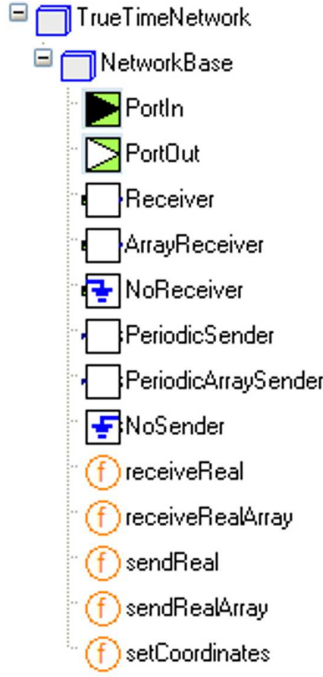 TrueTimeNetwork
NetworkBase
PortIn
PortOut
Receiver
ArrayReceiver
NoReceiver
PeriodicSender
PeriodicArraySender
NoSender
f receiveReal
f receiveRealArray
f sendReal
f sendRealArray
f setCoordinates